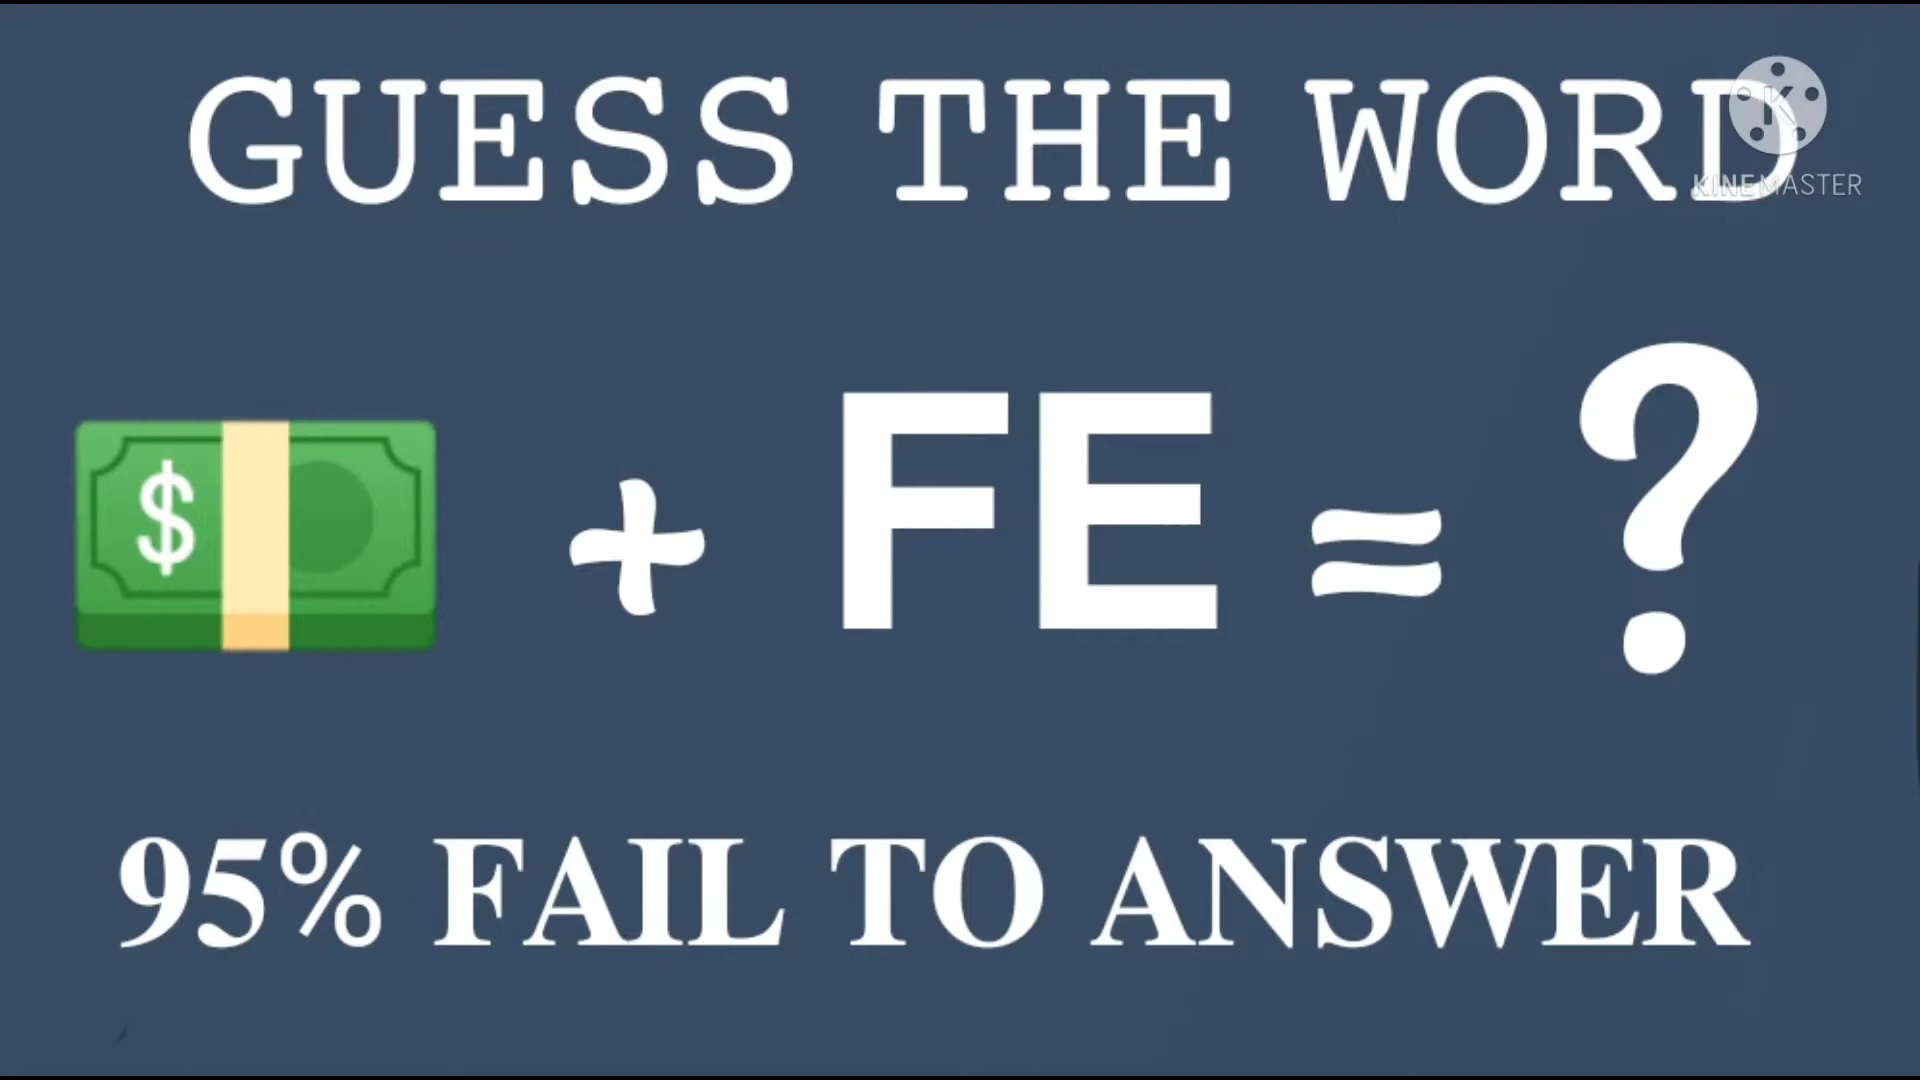 GUESS THE WORD
KINEMASTER
$ + FE = ?
95% FAIL TO ANSWER